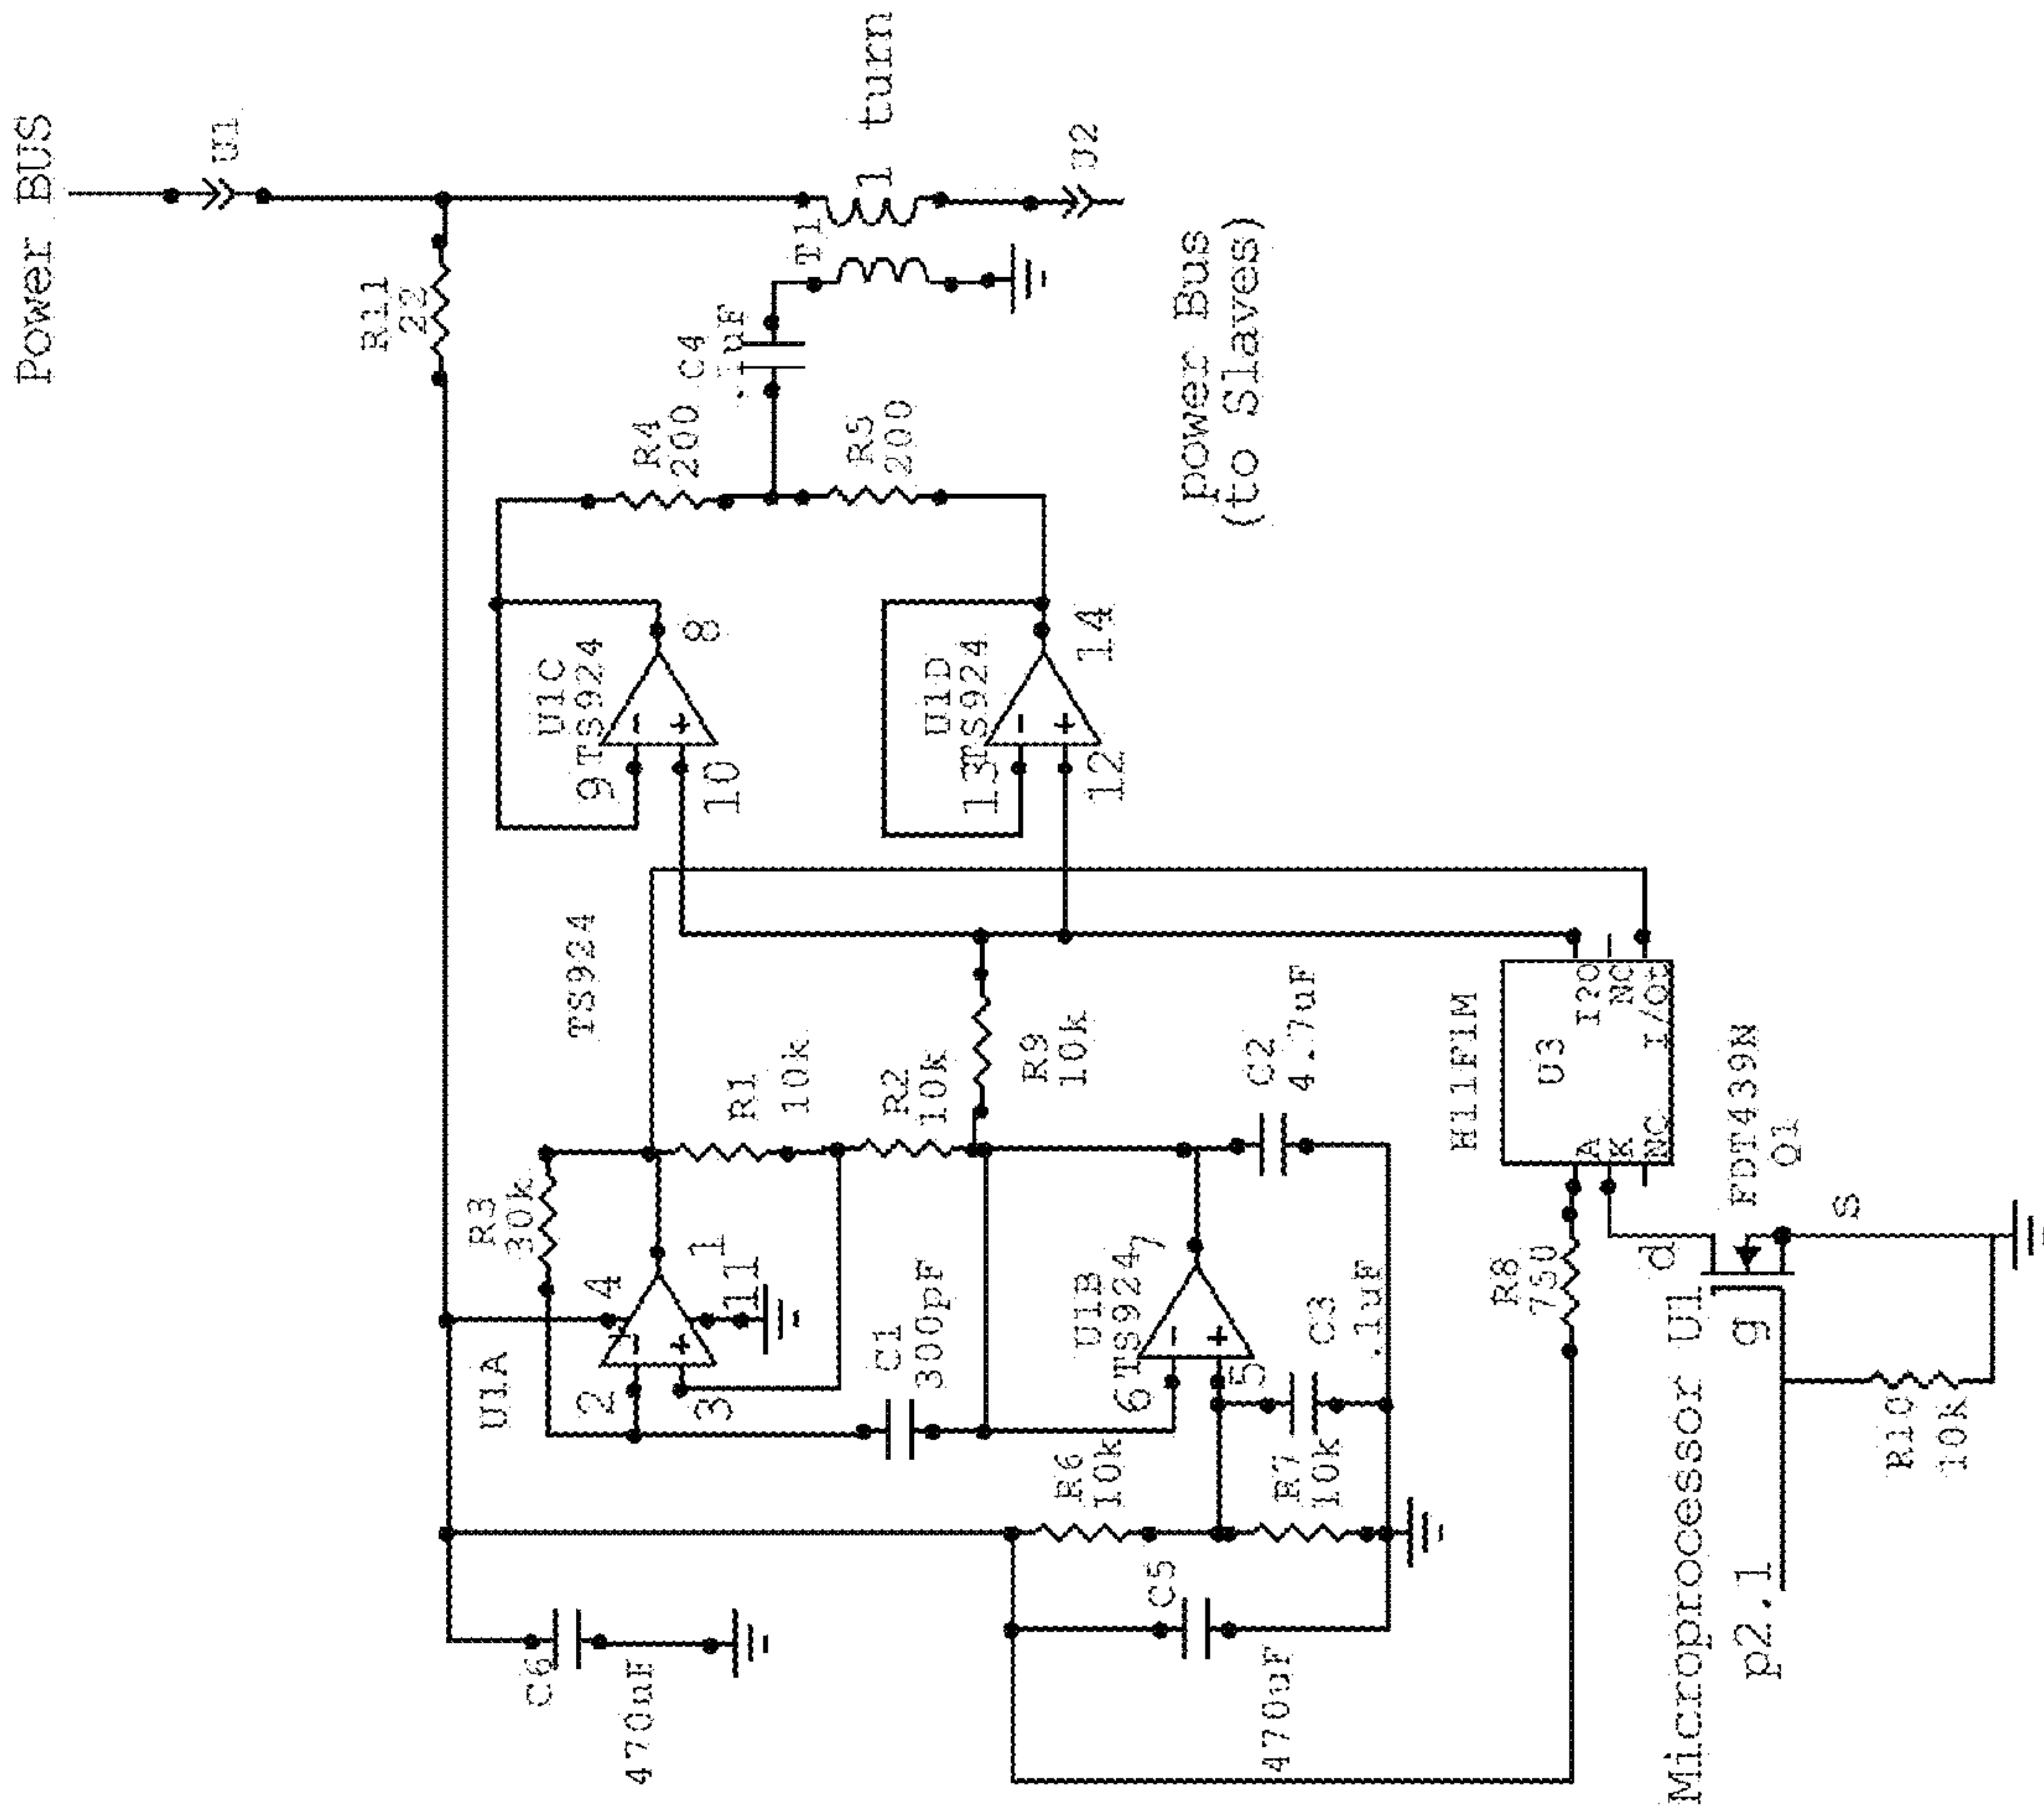 Power BUS
U1
R11
22
T1
1 turn
U2
C4
.1uF
R4
200
R5
200
power Bus
(to Slaves)
U1C
TS924
9
10
8
U1D
TS924
13
12
14
TS924
R3
30k
R1
10k
R2
10k
R9
10k
C2
4.7uF
U1A
4
2
3
1
11
C1
300pF
U1B
TS924
6
5
7
C3
.1uF
R6
10k
R7
10k
C6
470uF
C5
470uF
H11F1M
U3
A
K
NC
I?O
NC
I/Ot
R8
750
FDT439N
Q1
d
g
s
Microprocessor U1
p2.1
R10
10k